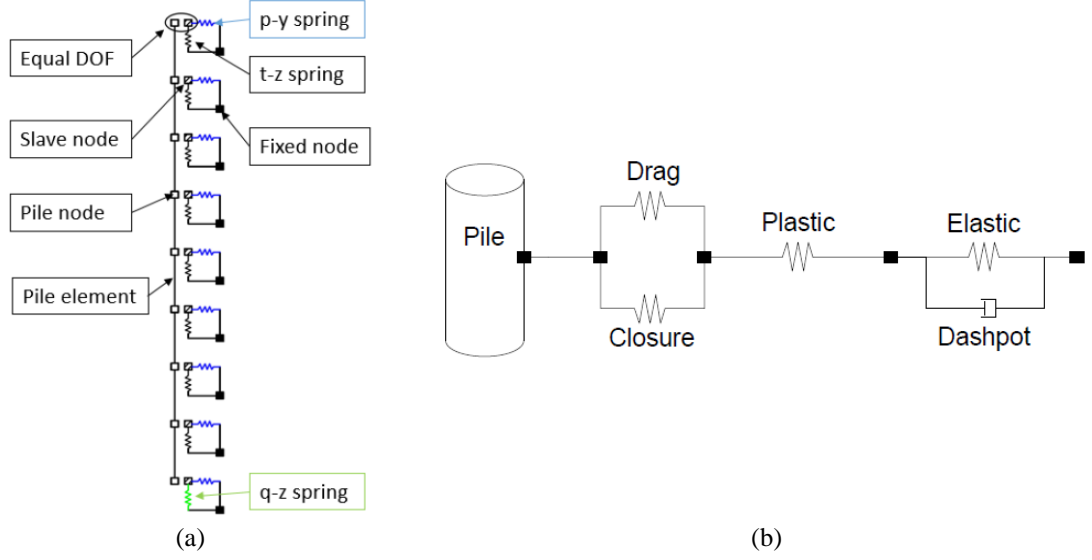 p-y spring
Equal DOF
t-z spring
Slave node
Fixed node
Pile node
Pile element
q-z spring
(a)
Drag
Pile
Plastic
Elastic
Closure
Dashpot
(b)